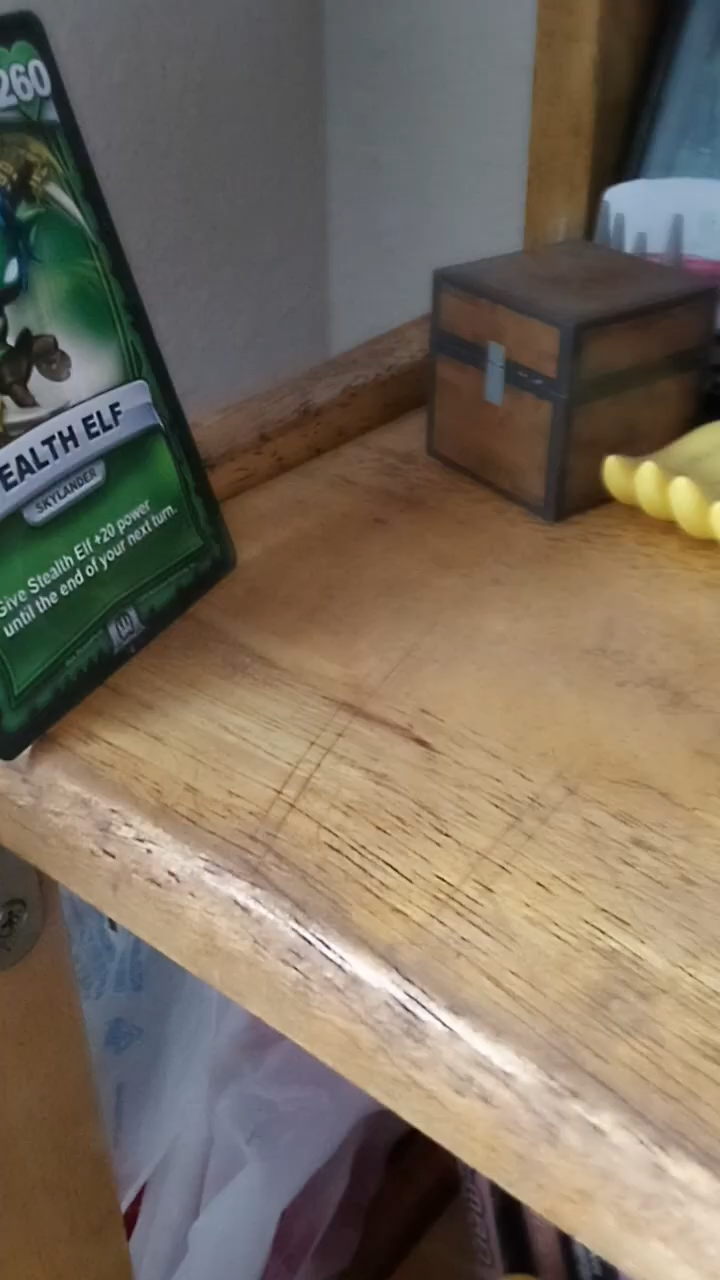 260
EALTH ELF
SKYLANDER
Give Stealth Elf +20 power
until the end of your next turn.